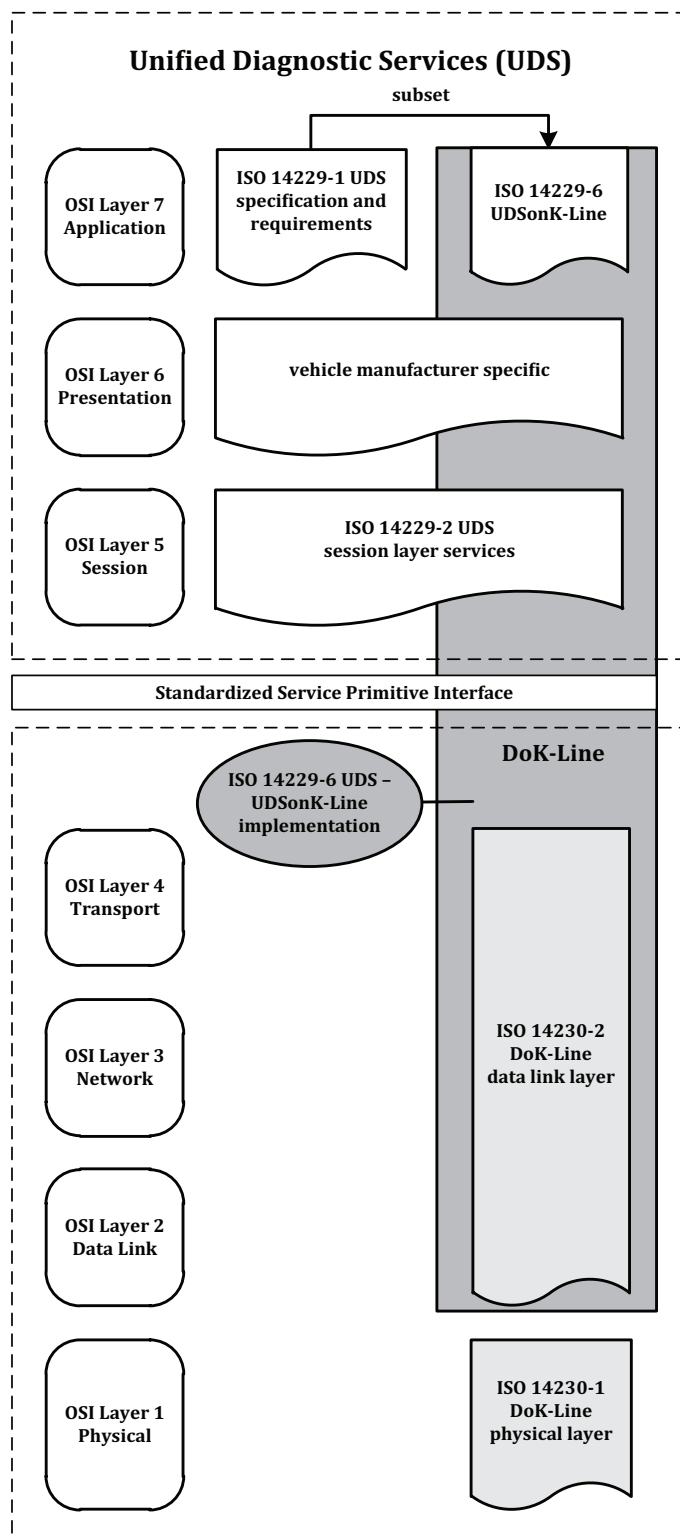 Unified Diagnostic Services (UDS)
subset
OSI Layer 7
Application
ISO 14229-1 UDS
specification and
requirements
ISO 14229-6
UDSonK-Line
OSI Layer 6
Presentation
vehicle manufacturer specific
OSI Layer 5
Session
ISO 14229-2 UDS
session layer services
Standardized Service Primitive Interface
DoK-Line
ISO 14229-6 UDS –
UDSonK-Line
implementation
OSI Layer 4
Transport
OSI Layer 3
Network
ISO 14230-2
DoK-Line
data link layer
OSI Layer 2
Data Link
OSI Layer 1
Physical
ISO 14230-1
DoK-Line
physical layer